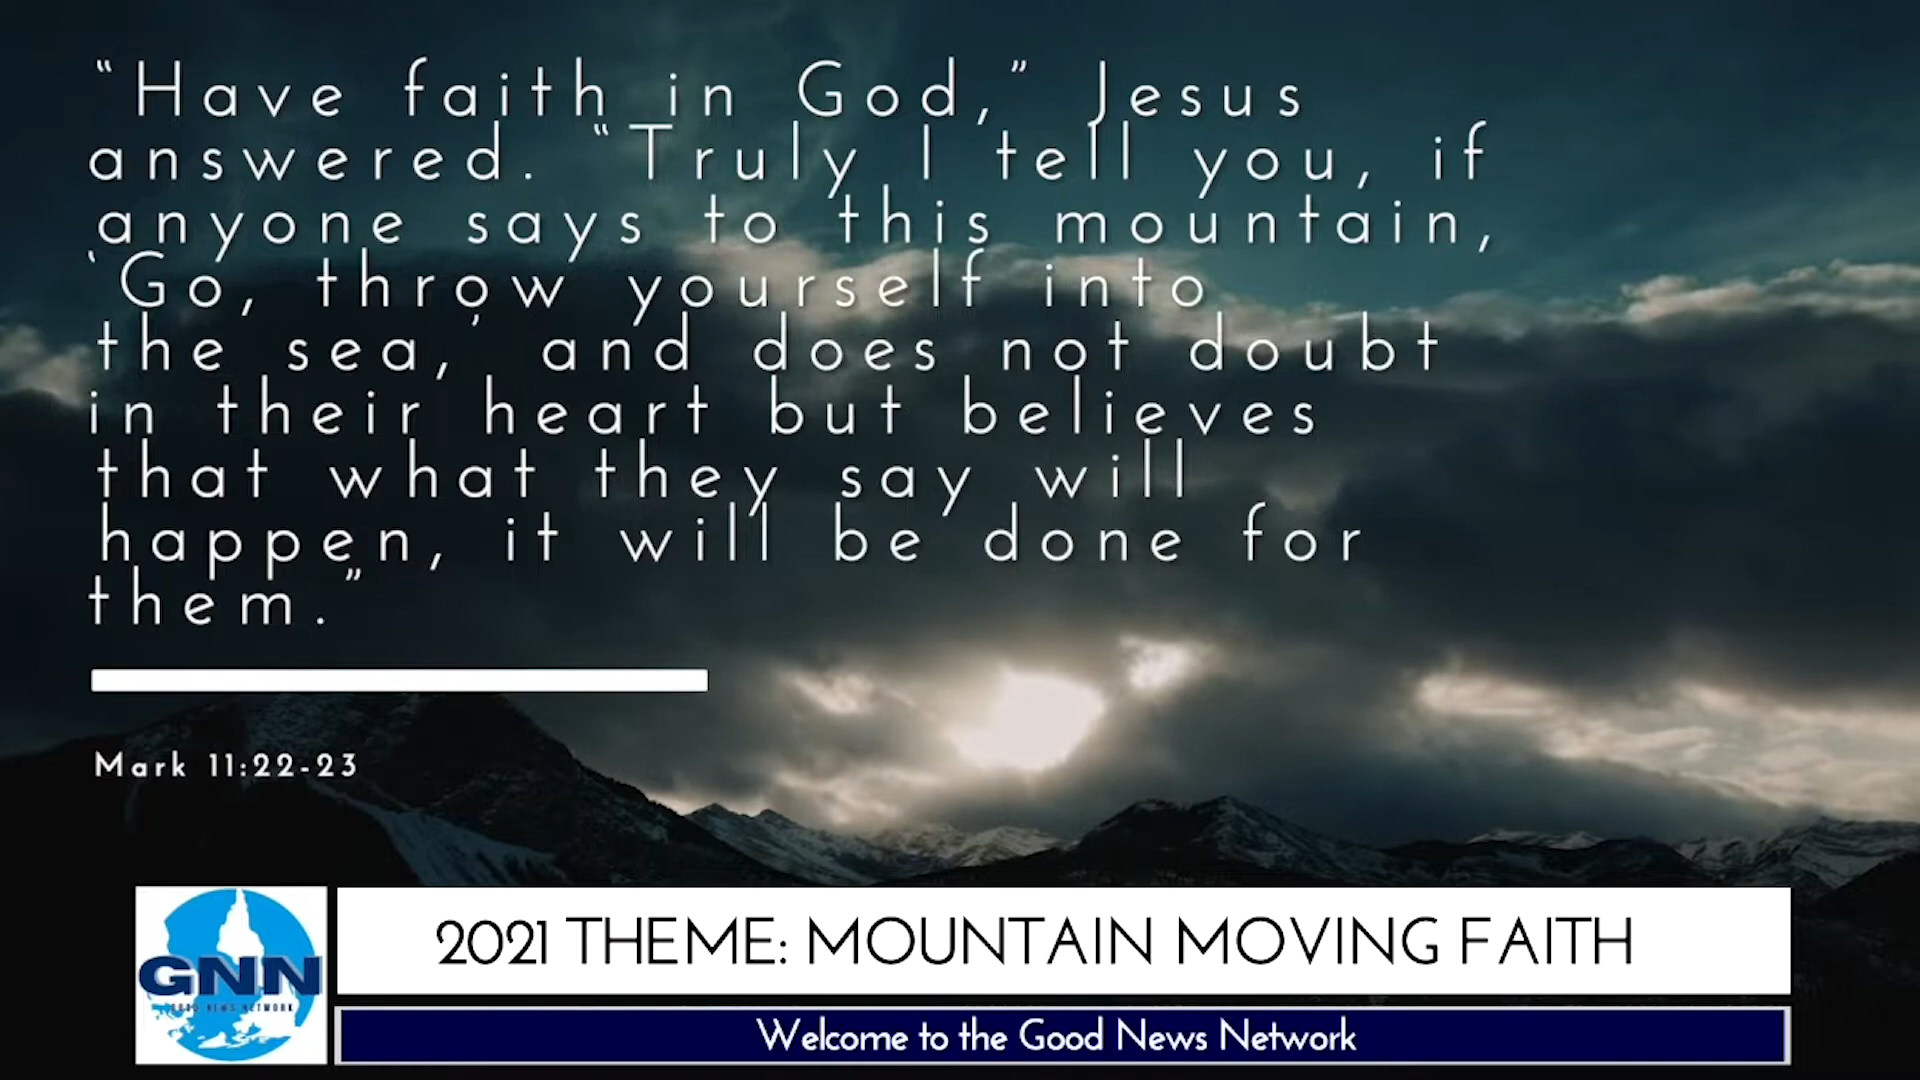 “Have faith in God,” Jesus
answered. “Truly I tell you, if
anyone says to this mountain,
‘Go, throw yourself into
the sea,’ and does not doubt
in their heart but believes
that what they say will
happen, it will be done for
them.”
Mark 11:22-23
GNN
GOOD NEWS NETWORK
2021 THEME: MOUNTAIN MOVING FAITH
Welcome to the Good News Network